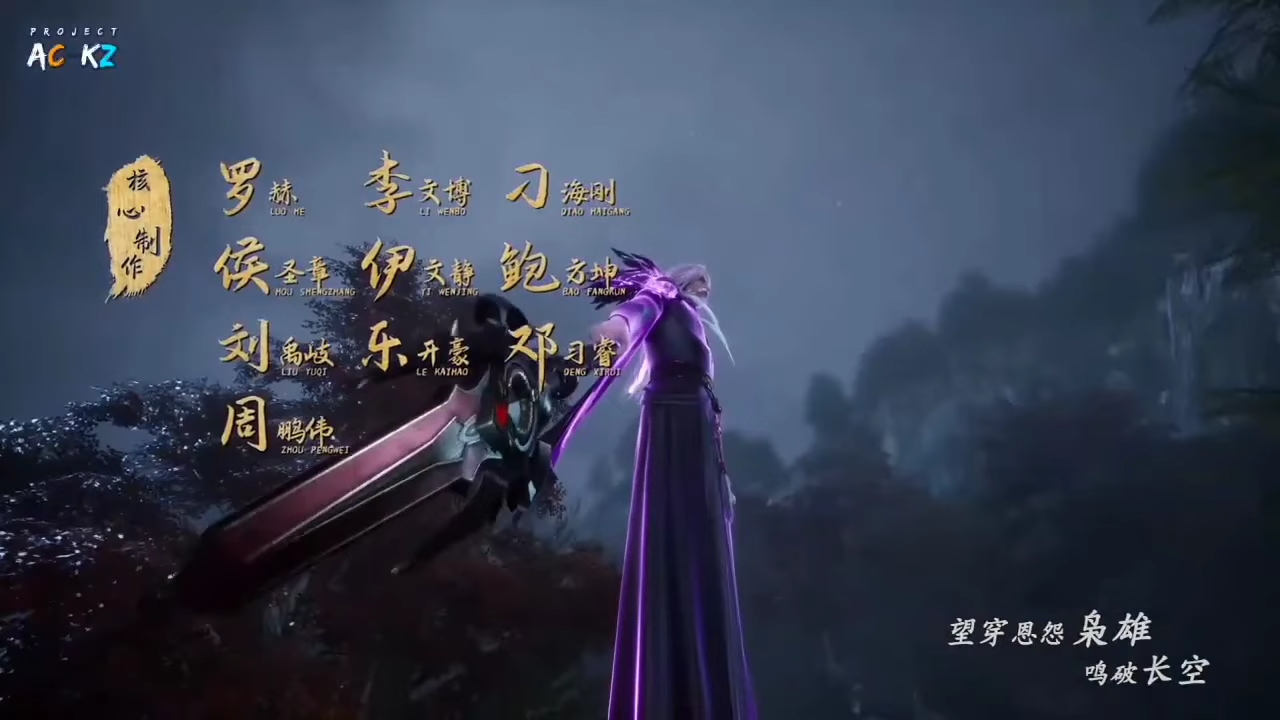 PROJECT
AC KZ
核心制作
罗赫 李文博 刁海刚
LUO HE LI WENBO DIAO HAIGANG
侯圣章 伊文静 鲍方坤
HOU SHENGZHANG YI WENJING BAO FANGKUN
刘禹岐 乐开豪 邓习睿
LIU YUQI LE KAIHAO DENG XIRUI
周鹏伟
ZHOU PENGWEI
望穿恩怨枭雄
鸣破长空